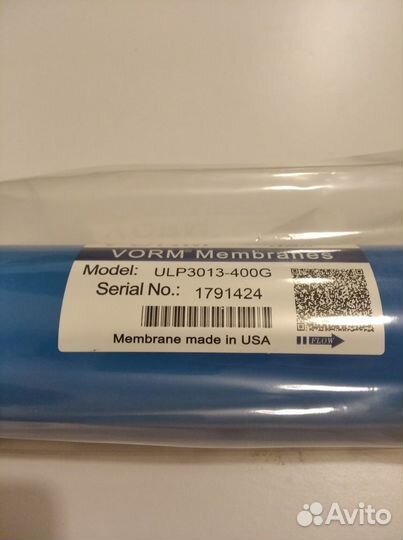 VORM Membranes
Model: ULP3013-400G
Serial No.: 1791424
Membrane made in USA
FLOW
Avito